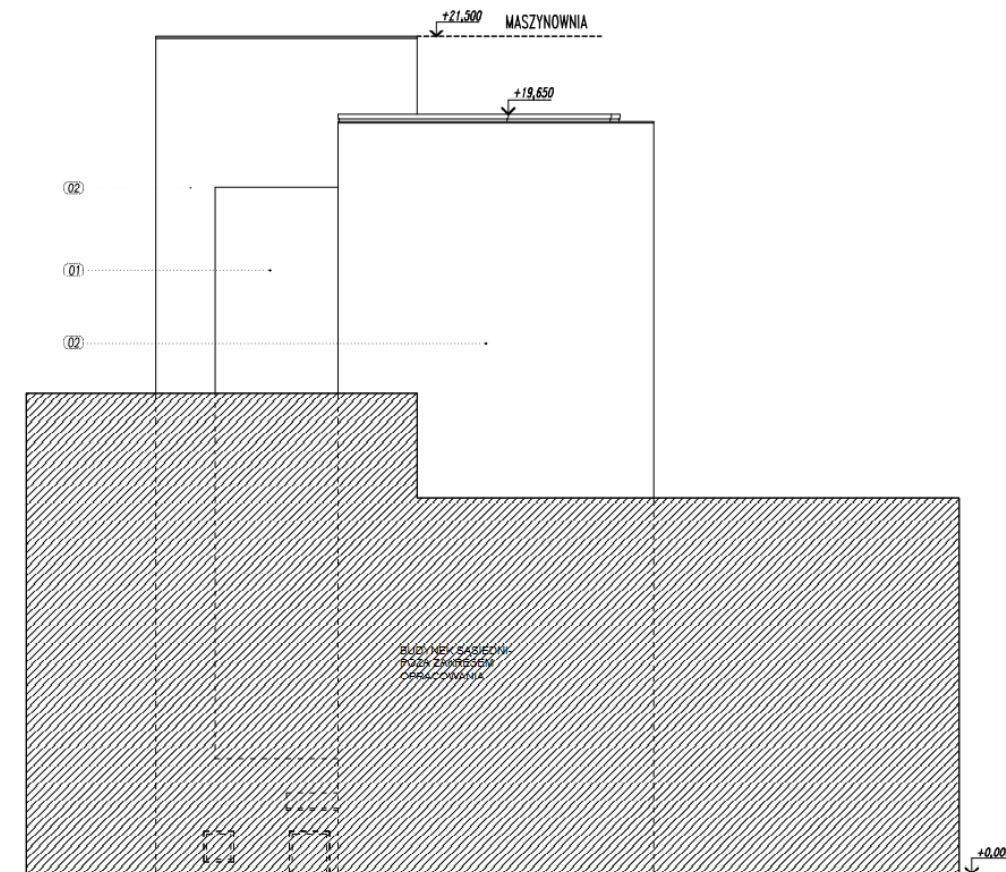 +21,500 MASZYNOWNIA
+19,650
02
01
02
BUDYNEK SĄSIEDNI-
POZA ZAKRESEM
OPRACOWANIA
+0,00